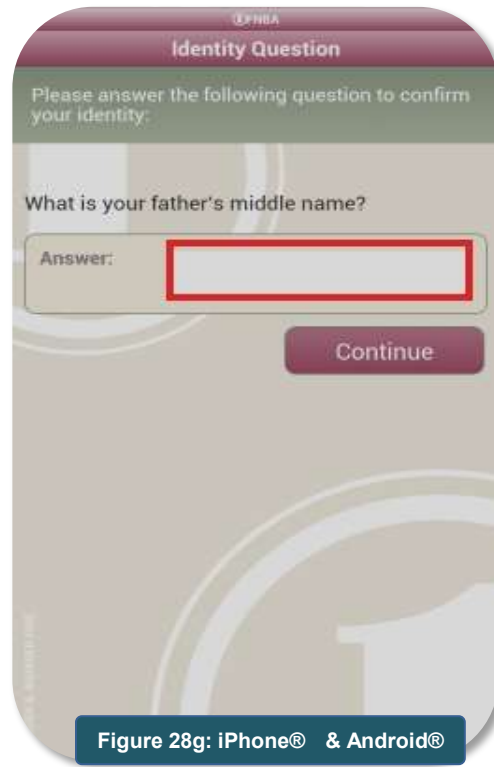 FNBA
Identity Question
Please answer the following question to confirm
your identity:
What is your father's middle name?
Answer:
Continue
Figure 28g: iPhone® & Android®